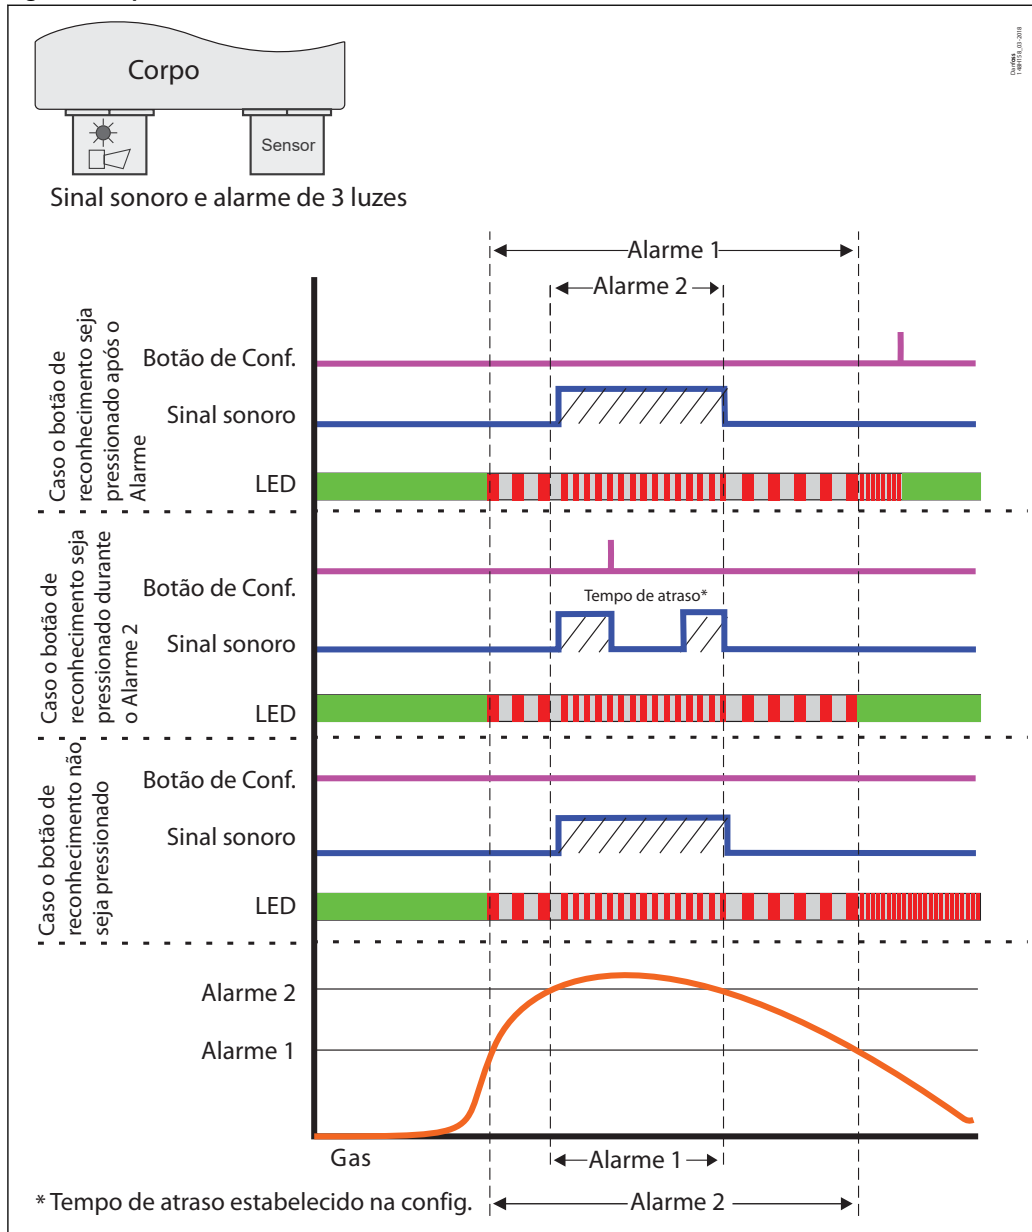 Danfoss
Corpo
Sensor
Sinal sonoro e alarme de 3 luzes
Alarme 1
Alarme 2
Caso o botão de
reconhecimento seja
pressionado após o
Alarme
Botão de Conf.
Sinal sonoro
LED
Caso o botão de
reconhecimento seja
pressionado durante
o Alarme 2
Botão de Conf.
Tempo de atraso*
Sinal sonoro
LED
Caso o botão de
reconhecimento não
seja pressionado
Botão de Conf.
Sinal sonoro
LED
Alarme 2
Alarme 1
Gas
Alarme 1
* Tempo de atraso estabelecido na config.
Alarme 2